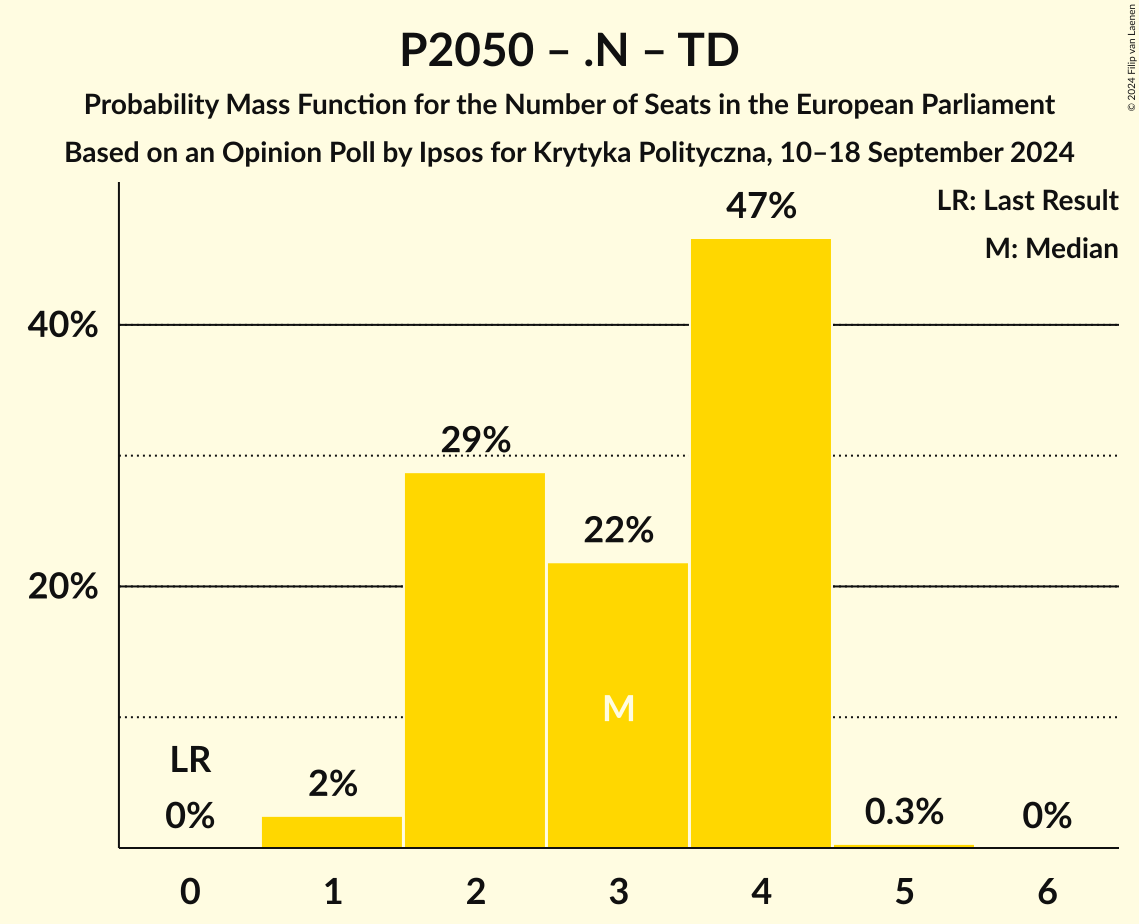 P2050 – .N – TD
Probability Mass Function for the Number of Seats in the European Parliament
Based on an Opinion Poll by Ipsos for Krytyka Polityczna, 10–18 September 2024
© 2024 Filip van Laenen
LR: Last Result
M: Median
47%
40%
29%
22%
20%
M
LR
0%
2%
0.3%
0%
0 1 2 3 4 5 6